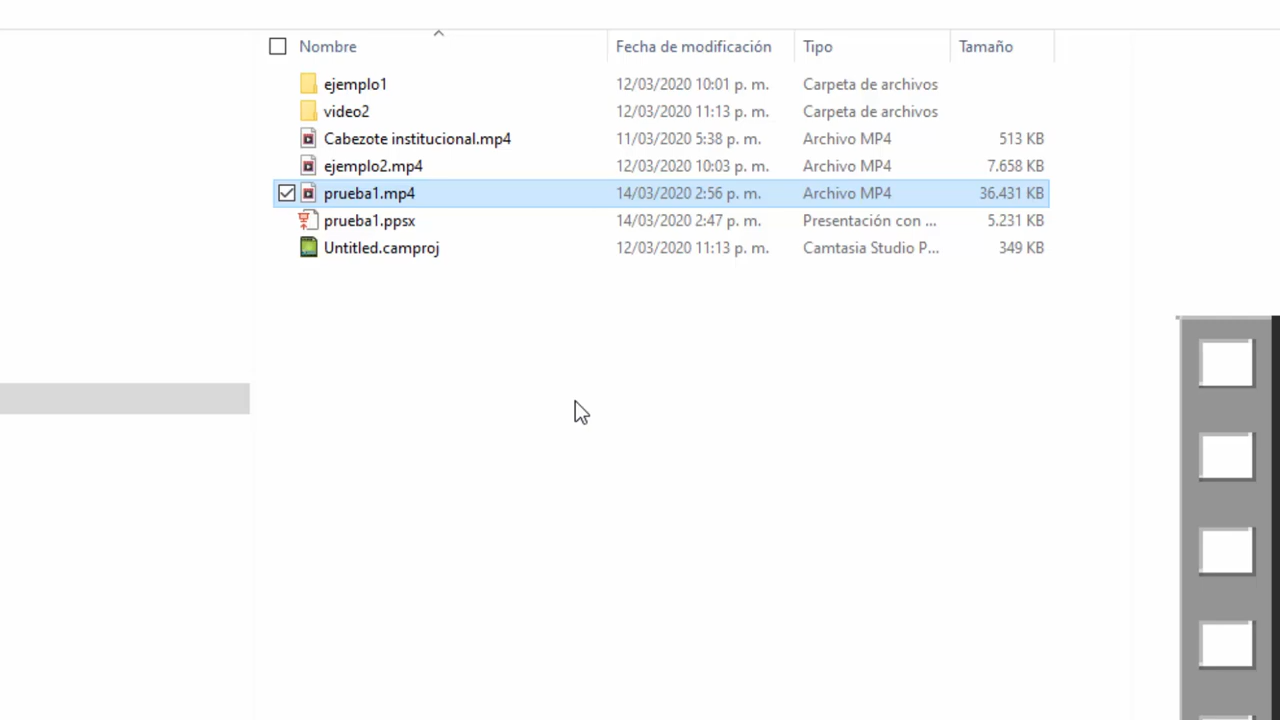 Nombre Fecha de modificación Tipo Tamaño
ejemplo1 12/03/2020 10:01 p. m. Carpeta de archivos
video2 12/03/2020 11:13 p. m. Carpeta de archivos
Cabezote institucional.mp4 11/03/2020 5:38 p. m. Archivo MP4 513 KB
ejemplo2.mp4 12/03/2020 10:03 p. m. Archivo MP4 7.658 KB
prueba1.mp4 14/03/2020 2:56 p. m. Archivo MP4 36.431 KB
prueba1.ppsx 14/03/2020 2:47 p. m. Presentación con ... 5.231 KB
Untitled.camproj 12/03/2020 11:13 p. m. Camtasia Studio P... 349 KB